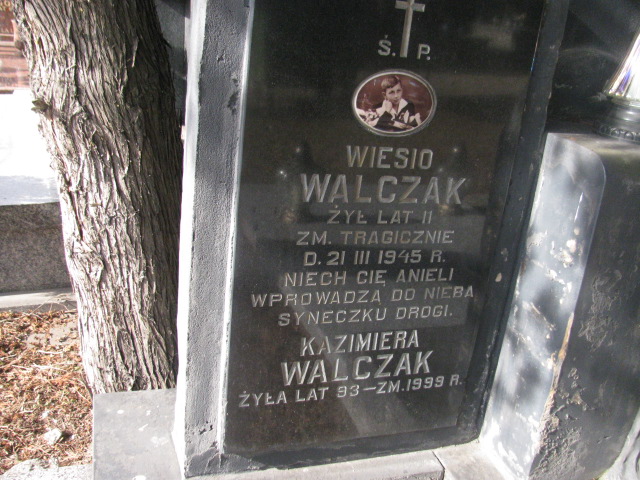 Ś. P.
WIESIO
WALCZAK
ŻYŁ LAT 11
ZM. TRAGICZNIE
D. 21 III 1945 R.
NIECH CIĘ ANIELI
WPROWADZĄ DO NIEBA
SYNECZKU DROGI.
KAZIMIERA
WALCZAK
ŻYŁA LAT 93-ZM.1999 R.